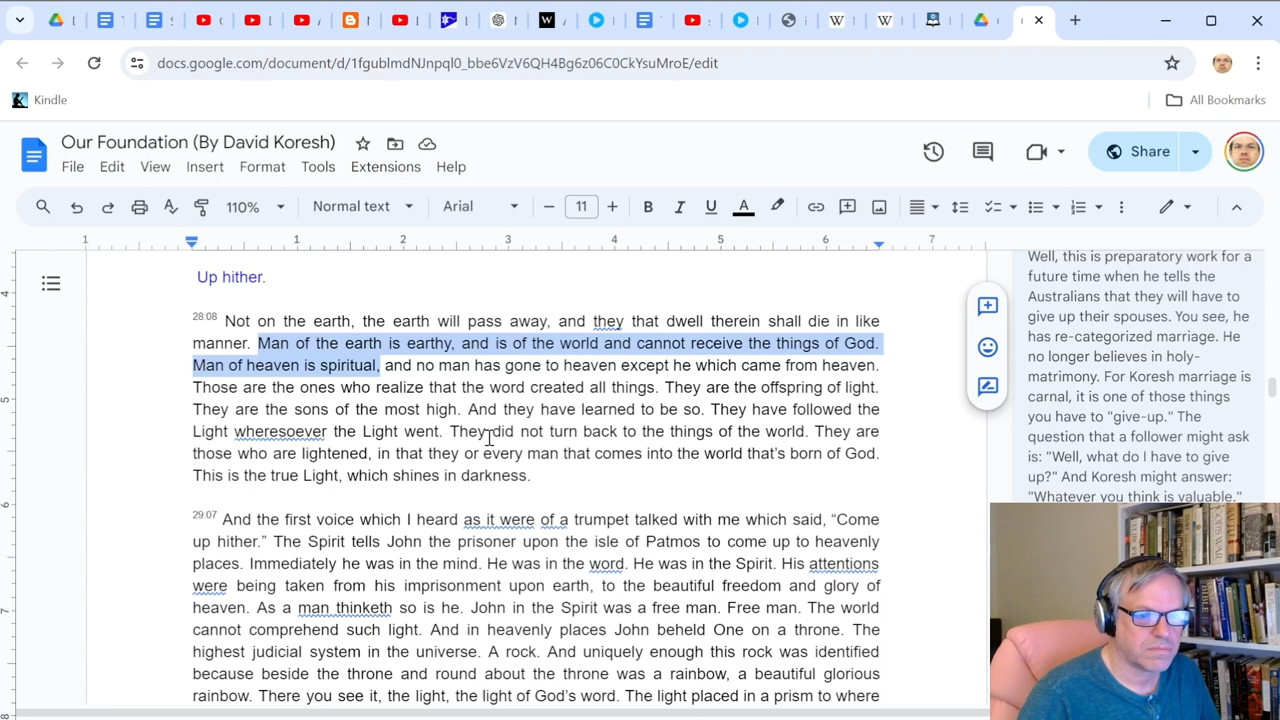 docs.google.com/document/d/1fgublmdNJnpql0_bbe6VzV6QH4Bg6z06C0CkYsuMroE/edit
Kindle
All Bookmarks
Our Foundation (By David Koresh)
File Edit View Insert Format Tools Extensions Help
Share
110% Normal text Arial 11
1 1 2 3 4 5 6 7
Up hither.
28:08 Not on the earth, the earth will pass away, and they that dwell therein shall die in like
manner. Man of the earth is earthy, and is of the world and cannot receive the things of God.
Man of heaven is spiritual, and no man has gone to heaven except he which came from heaven.
Those are the ones who realize that the word created all things. They are the offspring of light.
They are the sons of the most high. And they have learned to be so. They have followed the
Light wheresoever the Light went. They did not turn back to the things of the world. They are
those who are lightened, in that they or every man that comes into the world that's born of God.
This is the true Light, which shines in darkness.
29:07 And the first voice which I heard as it were of a trumpet talked with me which said, “Come
up hither.” The Spirit tells John the prisoner upon the isle of Patmos to come up to heavenly
places. Immediately he was in the mind. He was in the word. He was in the Spirit. His attentions
were being taken from his imprisonment upon earth, to the beautiful freedom and glory of
heaven. As a man thinketh so is he. John in the Spirit was a free man. Free man. The world
cannot comprehend such light. And in heavenly places John beheld One on a throne. The
highest judicial system in the universe. A rock. And uniquely enough this rock was identified
because beside the throne and round about the throne was a rainbow, a beautiful glorious
rainbow. There you see it, the light, the light of God's word. The light placed in a prism to where
Well, this is preparatory work for a
future time when he tells the
Australians that they will have to
give up their spouses. You see, he
has re-categorized marriage. He
no longer believes in holy-
matrimony. For Koresh marriage is
carnal, it is one of those things
you have to "give-up." The
question that a follower might ask
is: "Well, what do I have to give
up?" And Koresh might answer:
"Whatever you think is valuable."
4
5
6
7
8